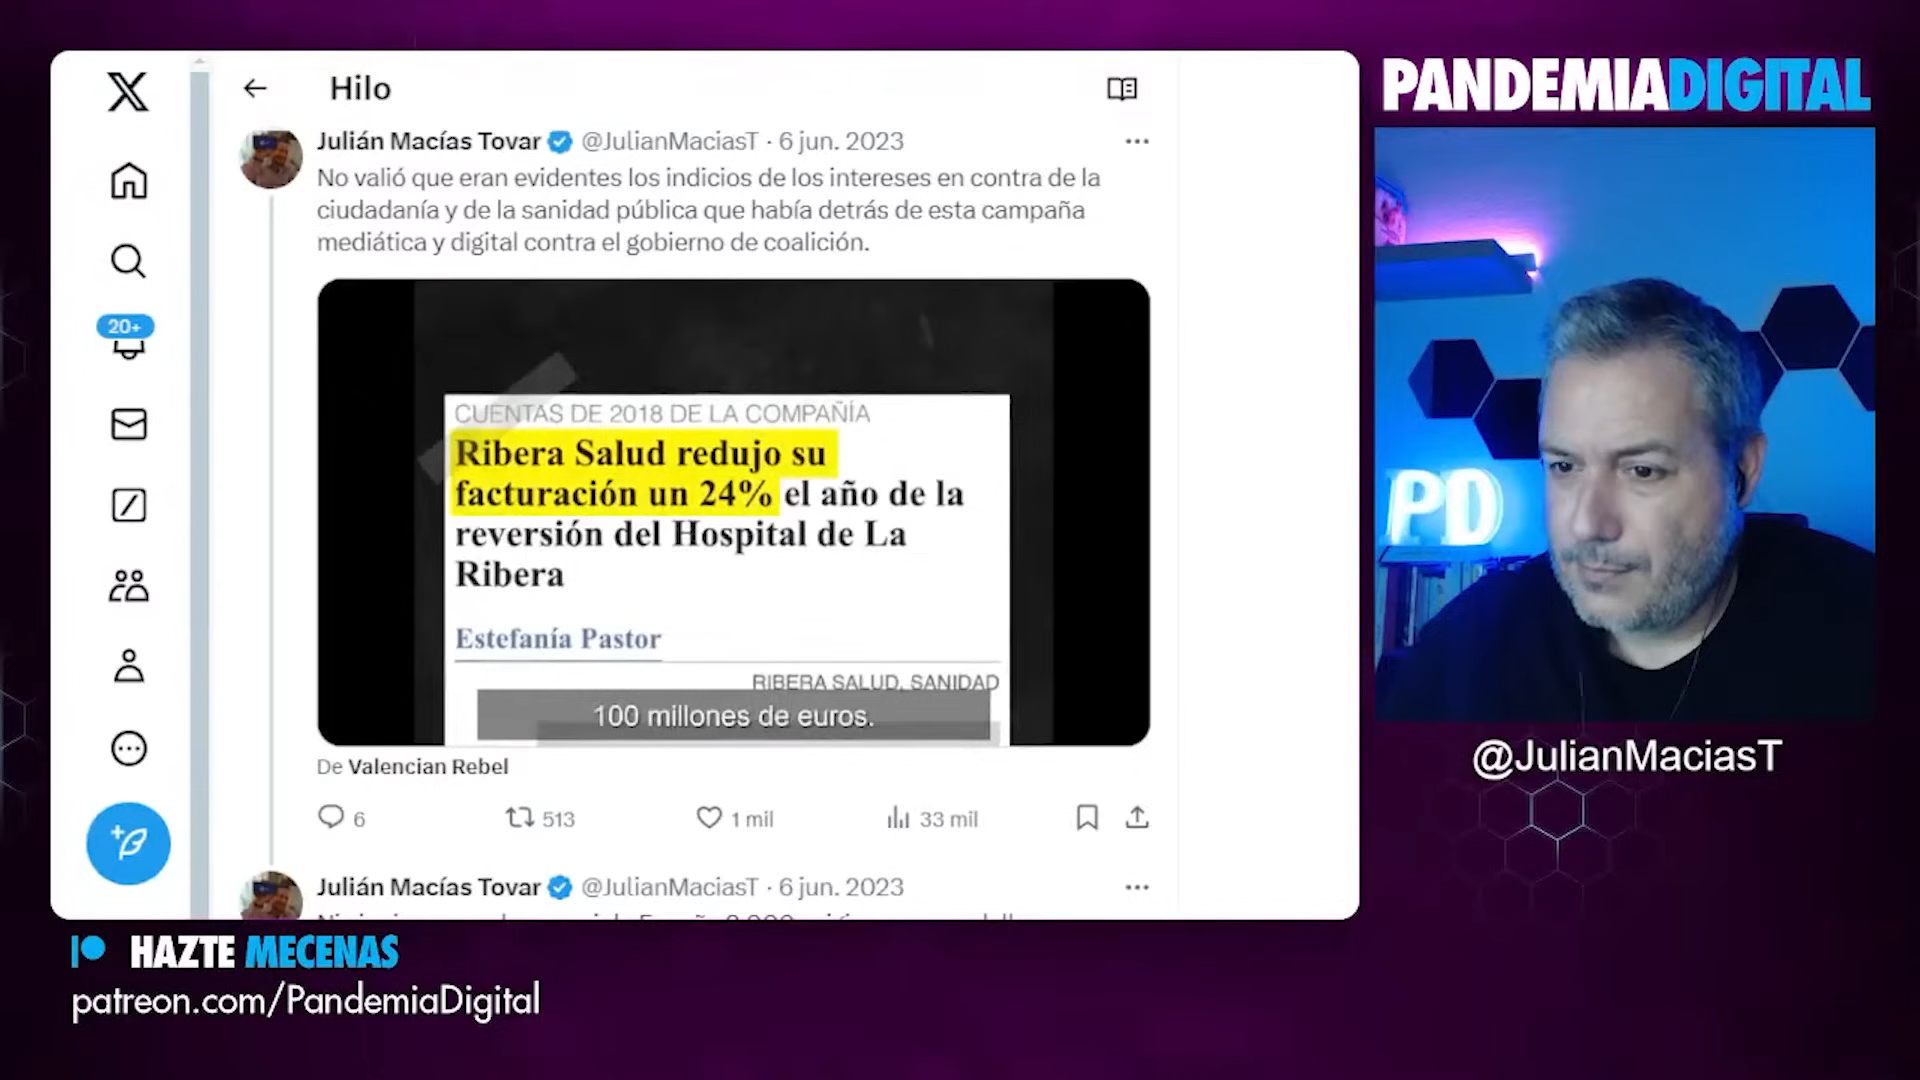 Hilo
Julián Macías Tovar @JulianMaciasT · 6 jun. 2023
No valió que eran evidentes los indicios de los intereses en contra de la
ciudadanía y de la sanidad pública que había detrás de esta campaña
mediática y digital contra el gobierno de coalición.
20+
CUENTAS DE 2018 DE LA COMPAÑÍA
Ribera Salud redujo su
facturación un 24% el año de la
reversión del Hospital de La
Ribera
Estefanía Pastor
RIBERA SALUD, SANIDAD
100 millones de euros.
De Valencian Rebel
6 513 1 mil 33 mil
Julián Macías Tovar @JulianMaciasT · 6 jun. 2023
PANDEMIADIGITAL
PD
@JulianMaciasT
HAZTE MECENAS
patreon.com/PandemiaDigital